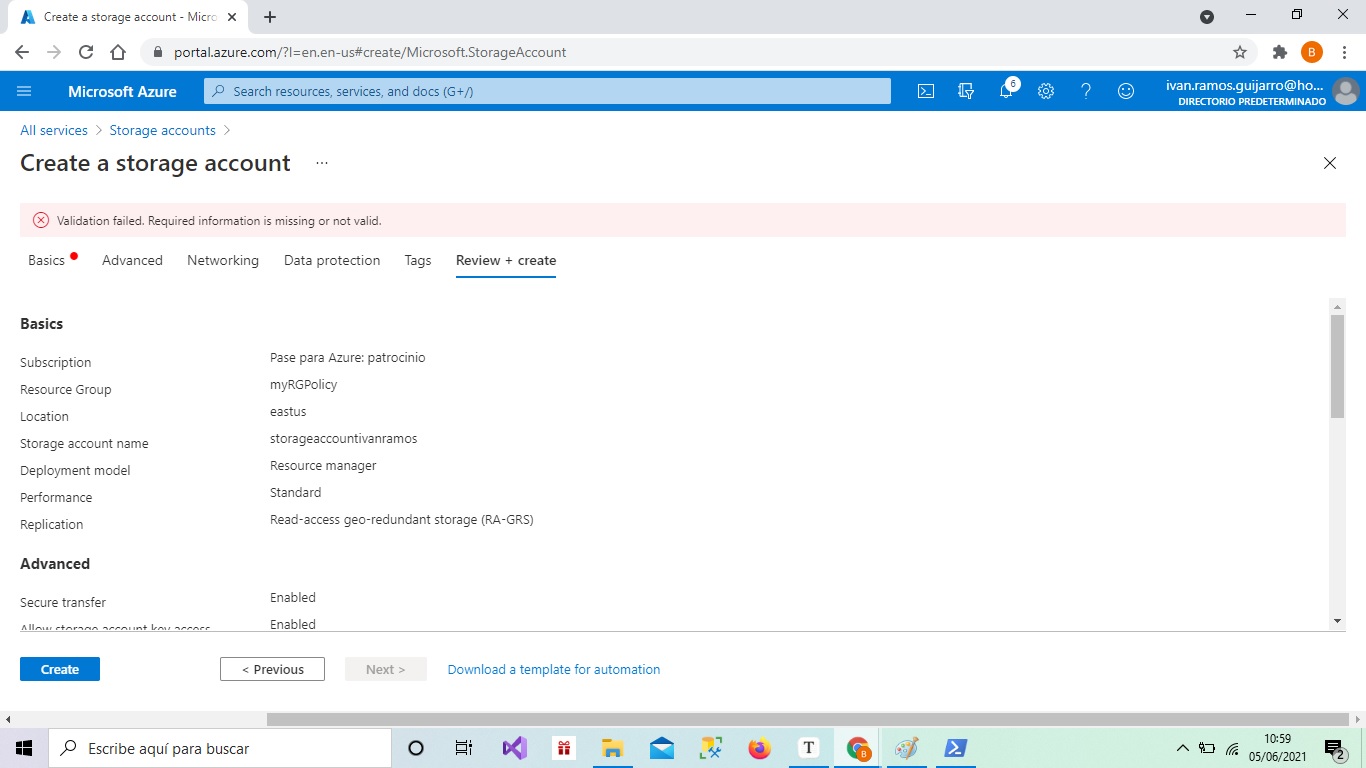 Create a storage account - Micro
portal.azure.com/?l=en.en-us#create/Microsoft.StorageAccount
B
Microsoft Azure
Search resources, services, and docs (G+/)
6
ivan.ramos.guijarro@ho...
DIRECTORIO PREDETERMINADO
All services > Storage accounts >
Create a storage account ...
Validation failed. Required information is missing or not valid.
Basics Advanced Networking Data protection Tags Review + create
Basics
Subscription Pase para Azure: patrocinio
Resource Group myRGPolicy
Location eastus
Storage account name storageaccountivanramos
Deployment model Resource manager
Performance Standard
Replication Read-access geo-redundant storage (RA-GRS)
Advanced
Secure transfer Enabled
Allow storage account key access Enabled
Create < Previous Next > Download a template for automation
Escribe aquí para buscar
T
B
10:59
05/06/2021
2